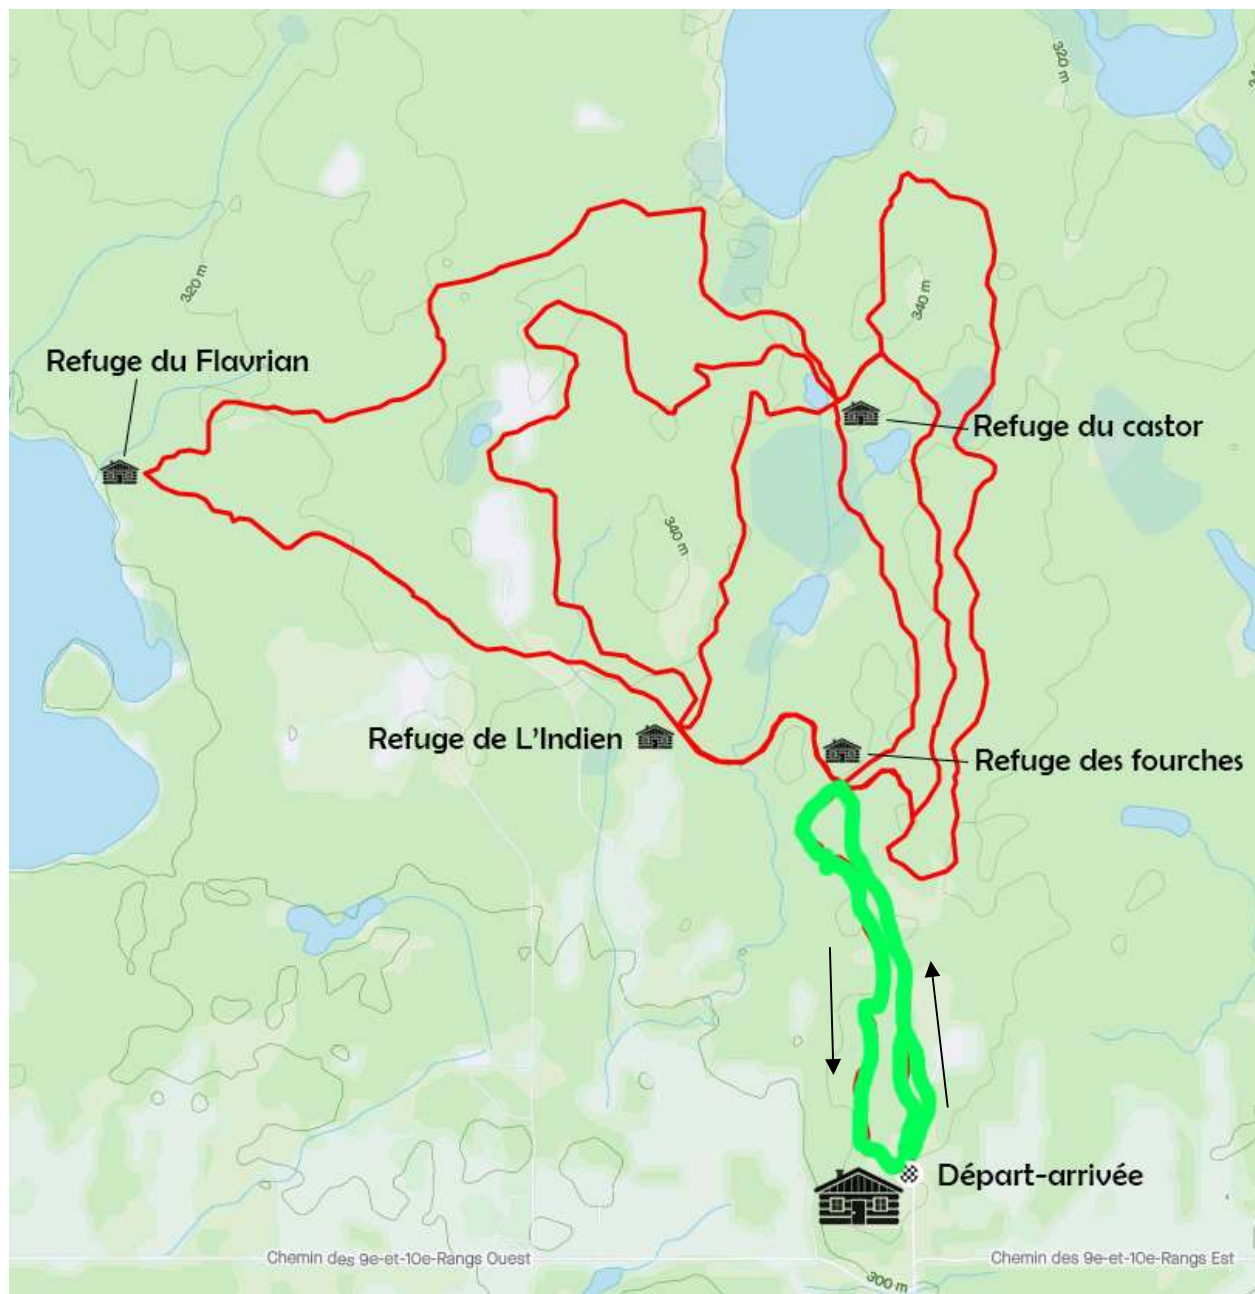 320 m
34
320 m
340 m
Refuge du Flavrian
Refuge du castor
340 m
Refuge de L'Indien
Refuge des fourches
Départ-arrivée
Chemin des 9e-et-10e-Rangs Ouest
Chemin des 9e-et-10e-Rangs Est
300 m